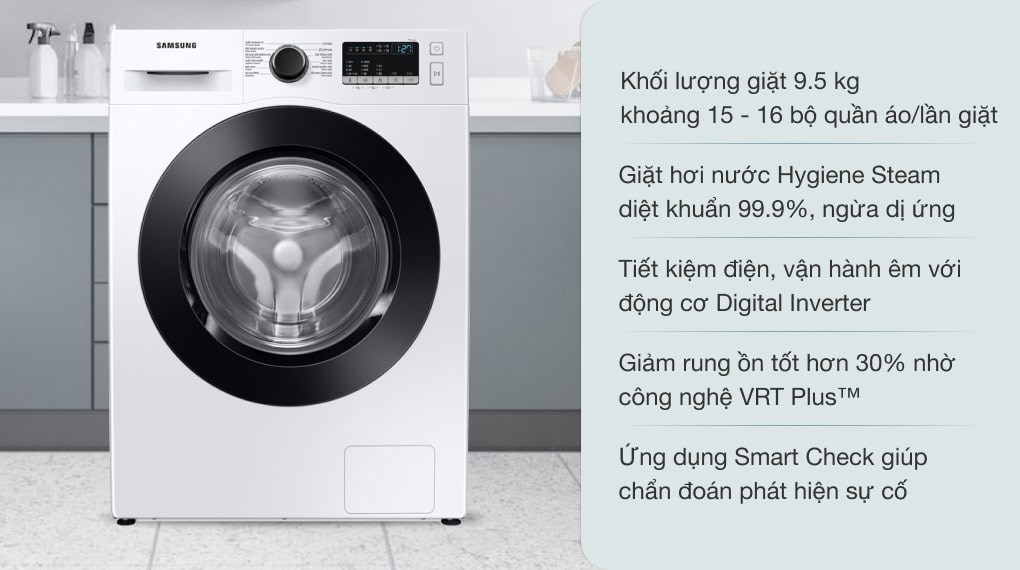 SAMSUNG
Khối lượng giặt 9.5 kg
khoảng 15 - 16 bộ quần áo/lần giặt
Giặt hơi nước Hygiene Steam
diệt khuẩn 99.9%, ngừa dị ứng
Tiết kiệm điện, vận hành êm với
động cơ Digital Inverter
Giảm rung ồn tốt hơn 30% nhờ
công nghệ VRT Plus™
Ứng dụng Smart Check giúp
chẩn đoán phát hiện sự cố